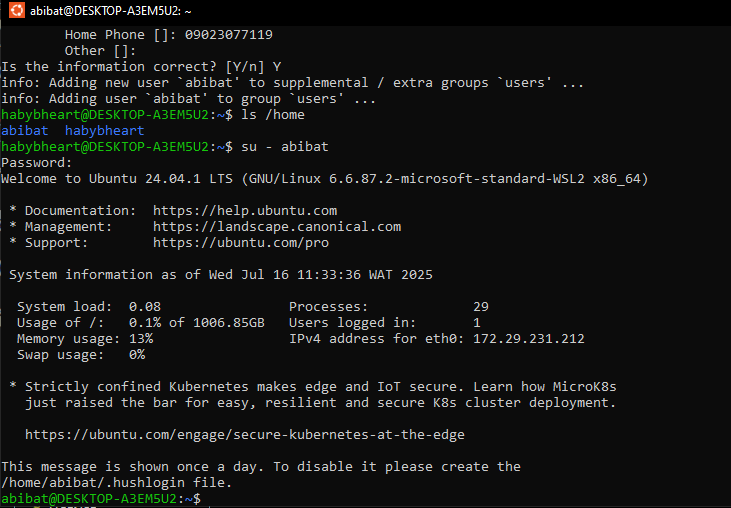 abibat@DESKTOP-A3EM5U2: ~
Home Phone []: 09023077119
Other []:
Is the information correct? [Y/n] Y
info: Adding new user `abibat' to supplemental / extra groups `users' ...
info: Adding user `abibat' to group `users' ...
habybheart@DESKTOP-A3EM5U2:~$ ls /home
abibat  habybheart
habybheart@DESKTOP-A3EM5U2:~$ su - abibat
Password:
Welcome to Ubuntu 24.04.1 LTS (GNU/Linux 6.6.87.2-microsoft-standard-WSL2 x86_64)
* Documentation:  https://help.ubuntu.com
* Management:     https://landscape.canonical.com
* Support:        https://ubuntu.com/pro
System information as of Wed Jul 16 11:33:36 WAT 2025
System load:  0.08                Processes:             29
Usage of /:   0.1% of 1006.85GB   Users logged in:       1
Memory usage: 13%                 IPv4 address for eth0: 172.29.231.212
Swap usage:   0%
* Strictly confined Kubernetes makes edge and IoT secure. Learn how MicroK8s
just raised the bar for easy, resilient and secure K8s cluster deployment.
https://ubuntu.com/engage/secure-kubernetes-at-the-edge
This message is shown once a day. To disable it please create the
/home/abibat/.hushlogin file.
abibat@DESKTOP-A3EM5U2:~$